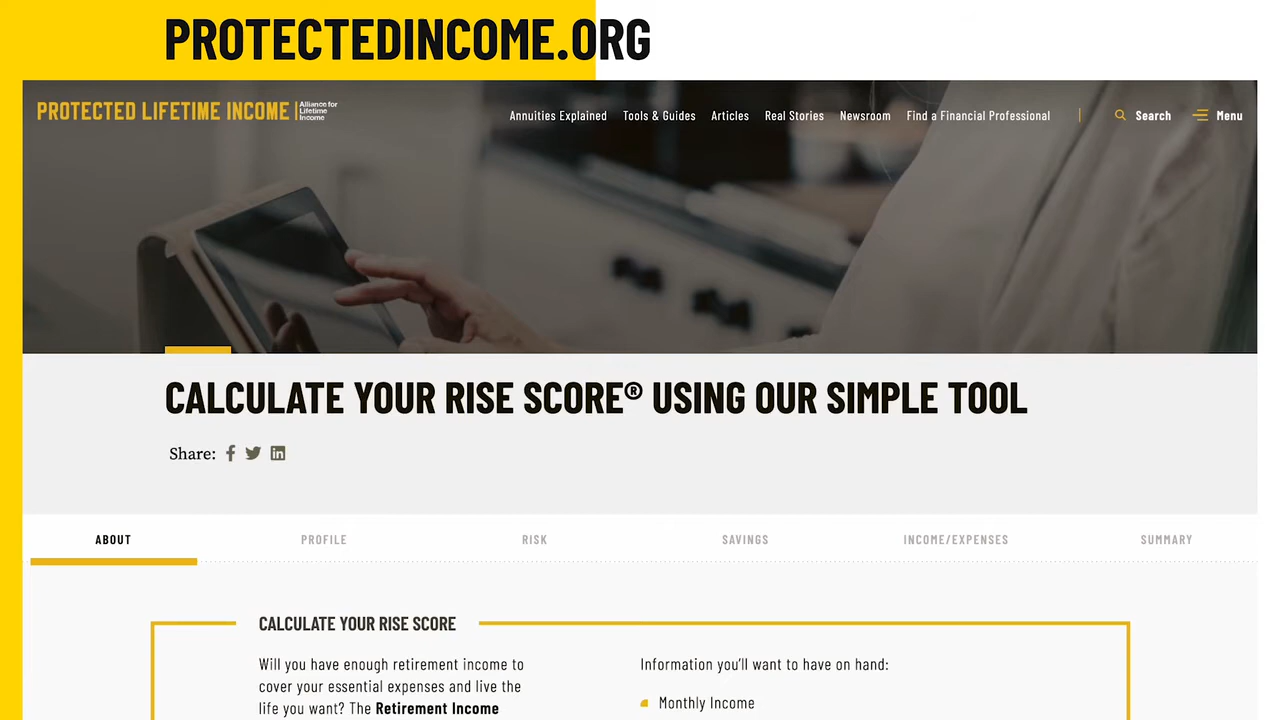 PROTECTEDINCOME.ORG
PROTECTED LIFETIME INCOME
Alliance for
Lifetime
Income
Annuities Explained
Tools & Guides
Articles
Real Stories
Newsroom
Find a Financial Professional
Search
Menu
CALCULATE YOUR RISE SCORE® USING OUR SIMPLE TOOL
Share:
ABOUT
PROFILE
RISK
SAVINGS
INCOME/EXPENSES
SUMMARY
CALCULATE YOUR RISE SCORE
Will you have enough retirement income to
cover your essential expenses and live the
life you want? The Retirement Income
Information you'll want to have on hand:
Monthly Income